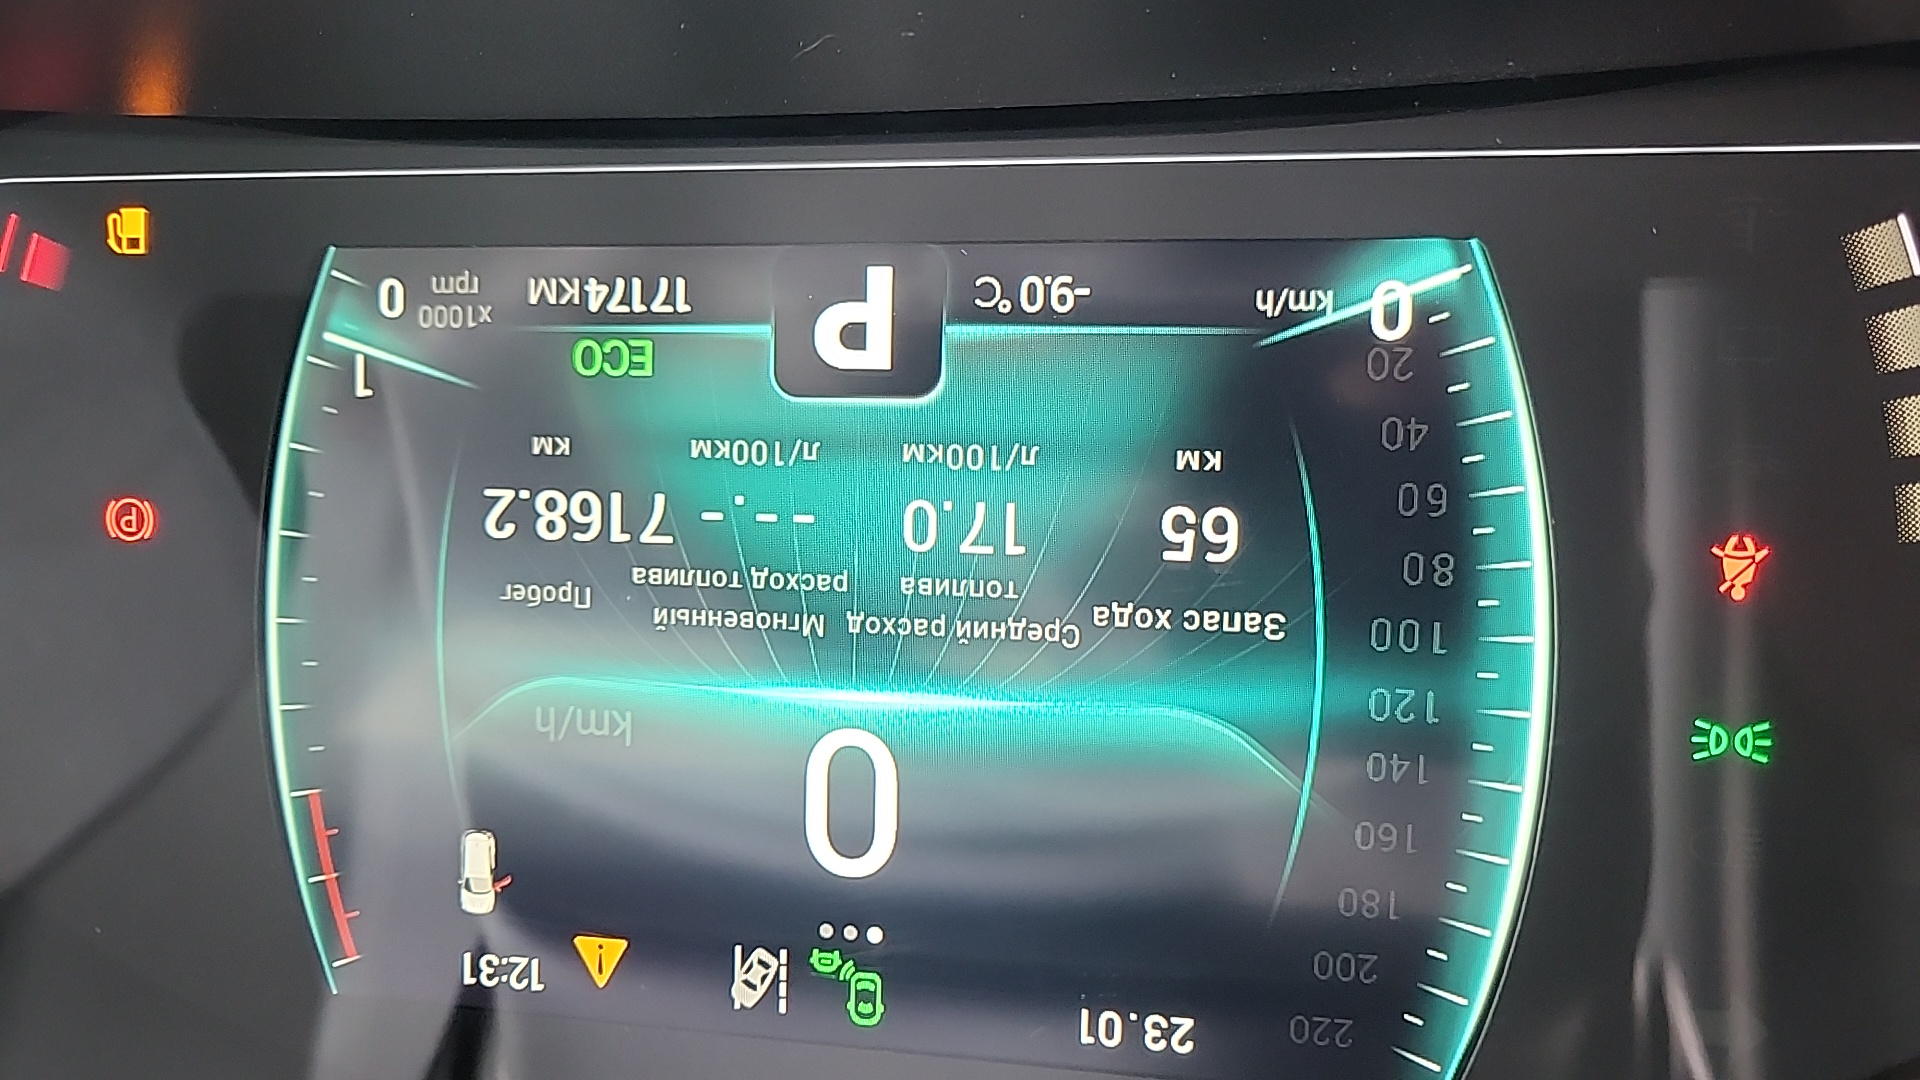 23.01
12:31
220
200
180
160
140
120
100
80
60
40
20
0
km/h
0
km/h
Запас хода
65
км
Средний расход
топлива
17.0
л/100км
Мгновенный
расход топлива
--.-
л/100км
Пробег
7168.2
км
ECO
-9.0 °C
P
17174 КМ
x1000
rpm
0
1